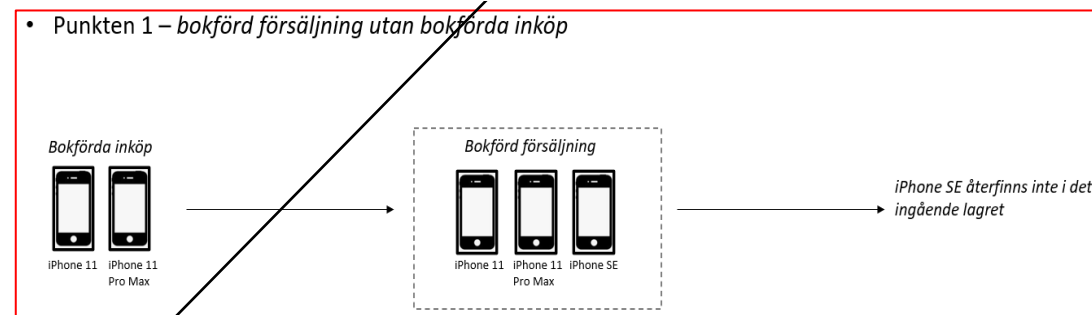 • Punkten 1 – bokförd försäljning utan bokförda inköp
Bokförda inköp
iPhone 11
iPhone 11
Pro Max
Bokförd försäljning
iPhone 11
iPhone 11
Pro Max
iPhone SE
iPhone SE återfinns inte i det
ingående lagret